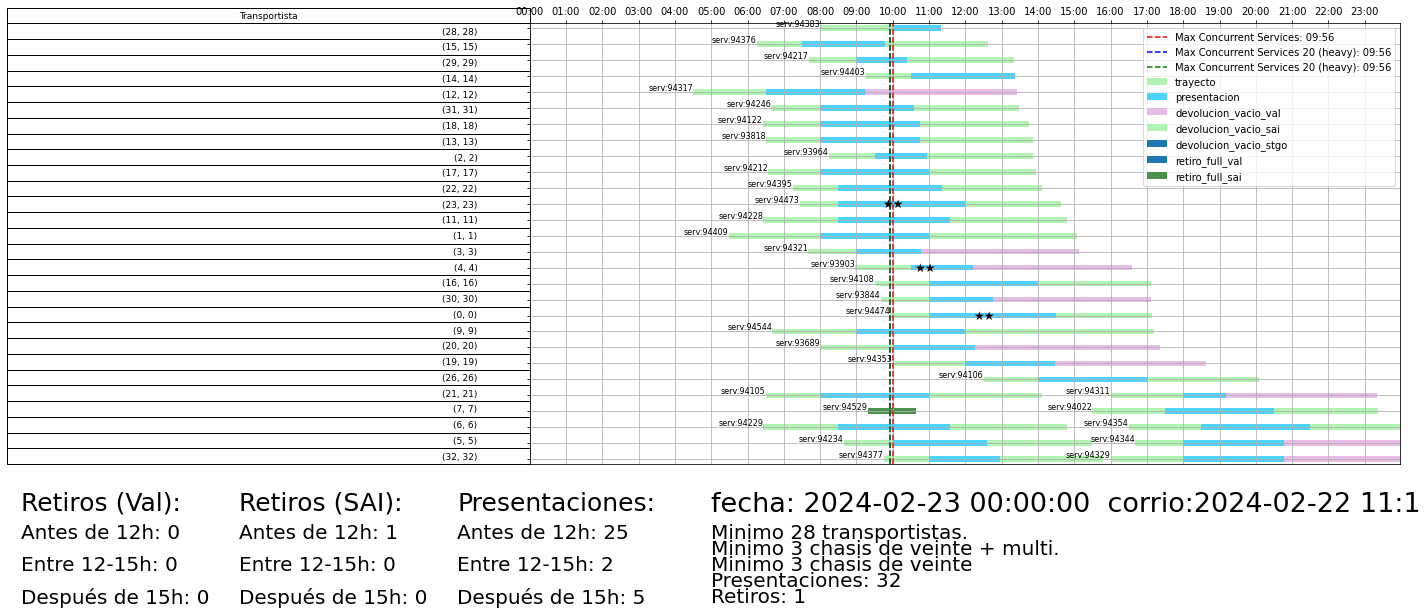 Transportista
00:00 01:00 02:00 03:00 04:00 05:00 06:00 07:00 08:00 09:00 10:00 11:00 12:00 13:00 14:00 15:00 16:00 17:00 18:00 19:00 20:00 21:00 22:00 23:00
(28, 28) serv:94383
(15, 15) serv:94376
(29, 29) serv:94217
(14, 14) serv:94403
(12, 12) serv:94317
(31, 31) serv:94246
(18, 18) serv:94122
(13, 13) serv:93818
(2, 2) serv:93964
(17, 17) serv:94212
(22, 22) serv:94395
(23, 23) serv:94473
(11, 11) serv:94228
(1, 1) serv:94409
(3, 3) serv:94321
(4, 4) serv:93903
(16, 16) serv:94108
(30, 30) serv:93844
(0, 0) serv:94474
(9, 9) serv:94544
(20, 20) serv:93689
(19, 19) serv:94353
(26, 26) serv:94106
(21, 21) serv:94105 serv:94311
(7, 7) serv:94529 serv:94022
(6, 6) serv:94229 serv:94354
(5, 5) serv:94234 serv:94344
(32, 32) serv:94377 serv:94329
Max Concurrent Services: 09:56
Max Concurrent Services 20 (heavy): 09:56
Max Concurrent Services 20 (heavy): 09:56
trayecto
presentacion
devolucion_vacio_val
devolucion_vacio_sai
devolucion_vacio_stgo
retiro_full_val
retiro_full_sai
Retiros (Val):
Antes de 12h: 0
Entre 12-15h: 0
Después de 15h: 0
Retiros (SAI):
Antes de 12h: 1
Entre 12-15h: 0
Después de 15h: 0
Presentaciones:
Antes de 12h: 25
Entre 12-15h: 2
Después de 15h: 5
fecha: 2024-02-23 00:00:00 corrio:2024-02-22 11:1
Minimo 28 transportistas.
Minimo 3 chasis de veinte + multi.
Minimo 3 chasis de veinte
Presentaciones: 32
Retiros: 1